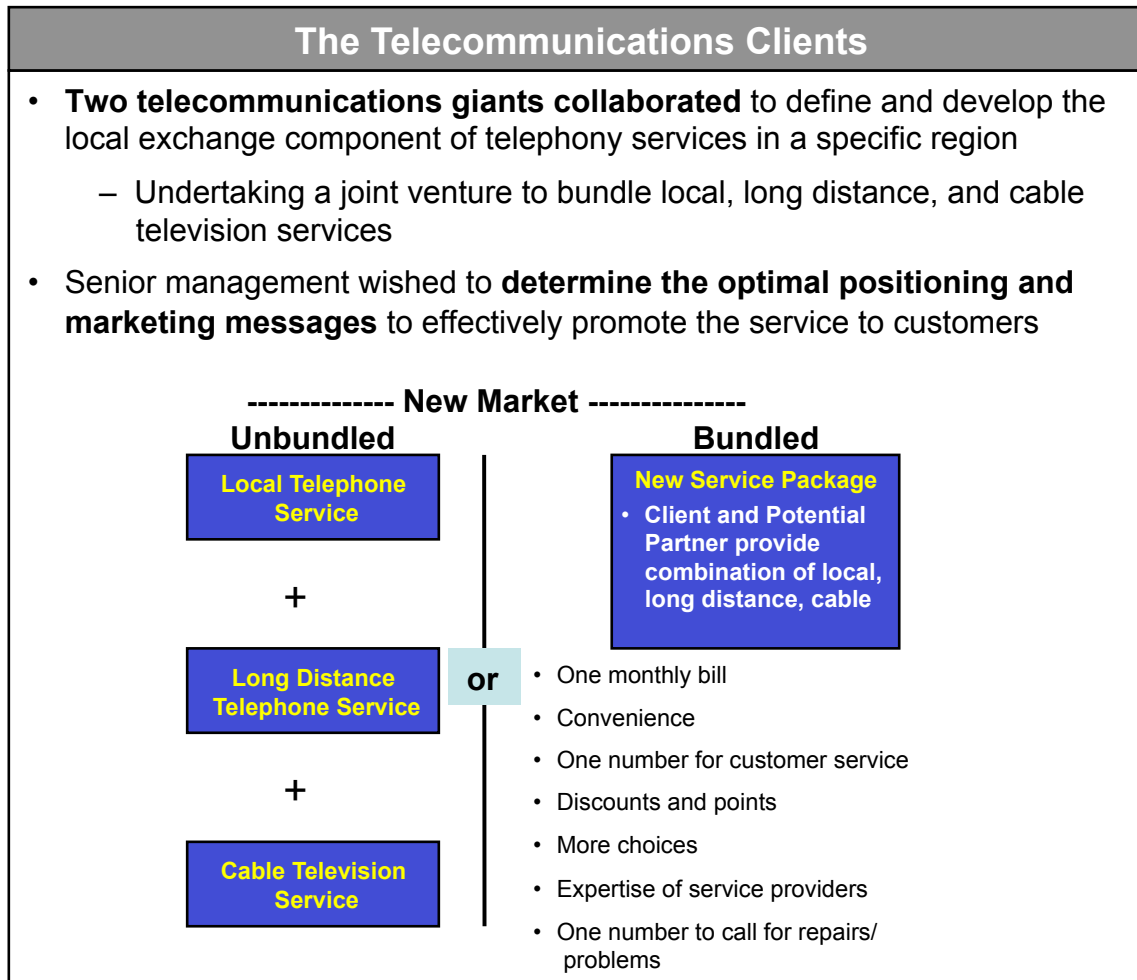 The Telecommunications Clients
• Two telecommunications giants collaborated to define and develop the
local exchange component of telephony services in a specific region
– Undertaking a joint venture to bundle local, long distance, and cable
television services
• Senior management wished to determine the optimal positioning and
marketing messages to effectively promote the service to customers
-------------- New Market ---------------
Unbundled
Local Telephone
Service
+
Long Distance
Telephone Service
+
Cable Television
Service
or
Bundled
New Service Package
• Client and Potential
Partner provide
combination of local,
long distance, cable
• One monthly bill
• Convenience
• One number for customer service
• Discounts and points
• More choices
• Expertise of service providers
• One number to call for repairs/
problems